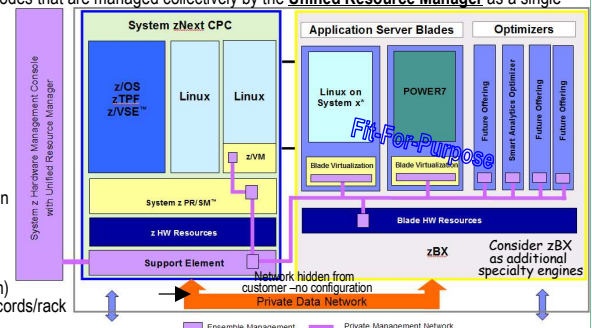 odes that are managed collectively by the Unified Resource Manager as a single
System z Hardware Management Console
with Unified Resource Manager
System zNext CPC
z/OS
zTPF
z/VSE™
Linux
Linux
z/VM
System z PR/SM™
z HW Resources
Support Element
Application Server Blades
Optimizers
Linux on
System x*
POWER7
Fit-For-Purpose
Blade Virtualization
Blade Virtualization
Future Offering
Smart Analytics Optimizer
Future Offering
Future Offering
Blade HW Resources
zBX
Consider zBX
as additional
specialty engines
n
n)
cords/rack
Network hidden from
customer –no configuration
Private Data Network
Ensemble Management
Private Management Network